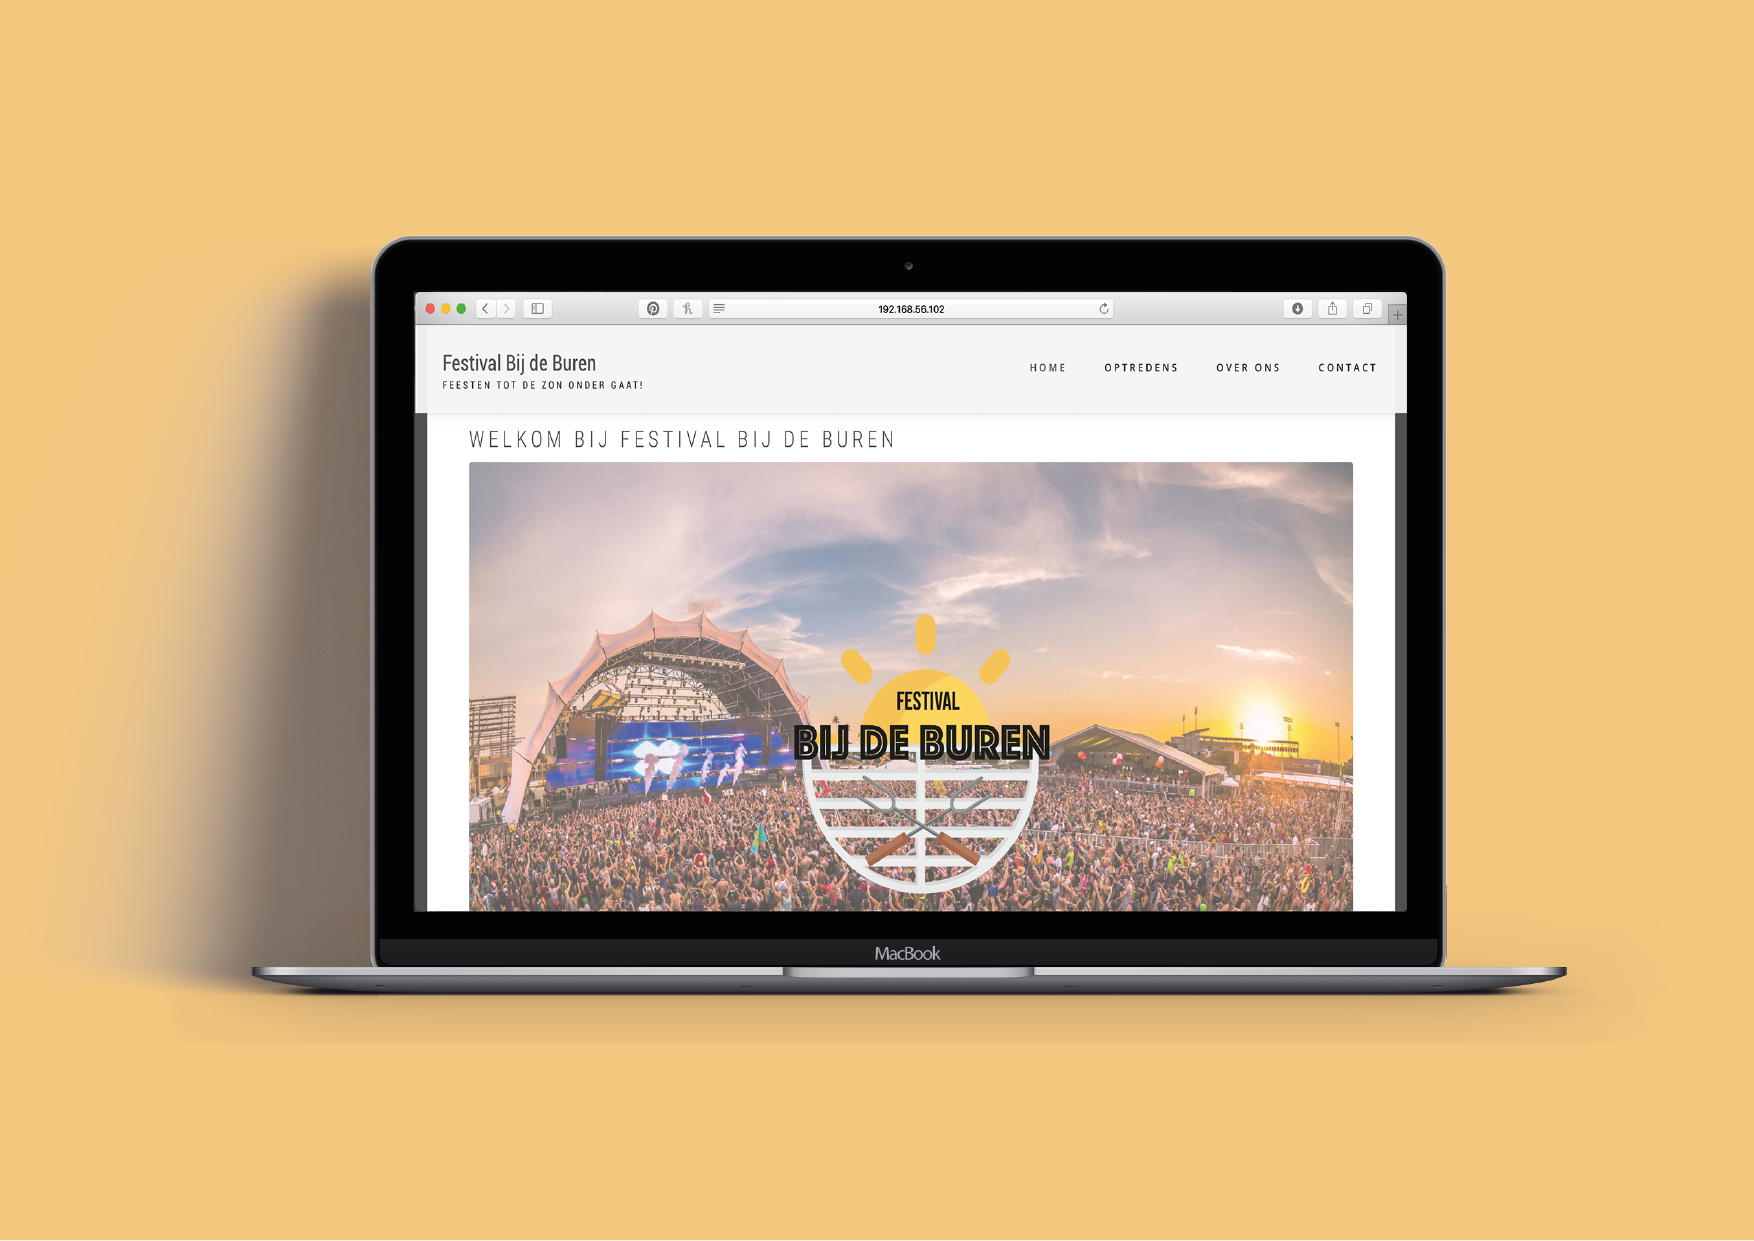 192.168.56.102
Festival Bij de Buren
FEESTEN TOT DE ZON ONDER GAAT!
HOME OPTREDENS OVER ONS CONTACT
WELKOM BIJ FESTIVAL BIJ DE BUREN
FESTIVAL
BIJ DE BUREN
MacBook